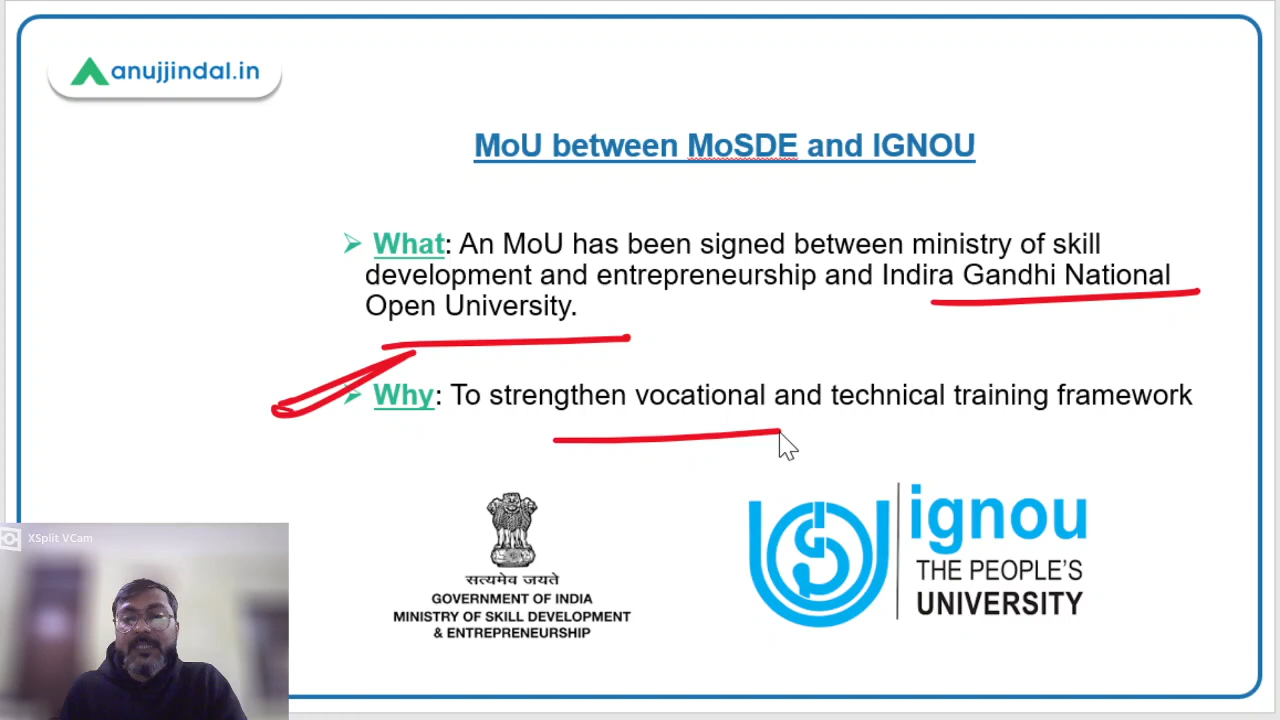 anujjindal.in
MoU between MoSDE and IGNOU
What: An MoU has been signed between ministry of skill
development and entrepreneurship and Indira Gandhi National
Open University.
Why: To strengthen vocational and technical training framework
सत्यमेव जयते
GOVERNMENT OF INDIA
MINISTRY OF SKILL DEVELOPMENT
& ENTREPRENEURSHIP
ignou
THE PEOPLE'S
UNIVERSITY
XSplit VCam